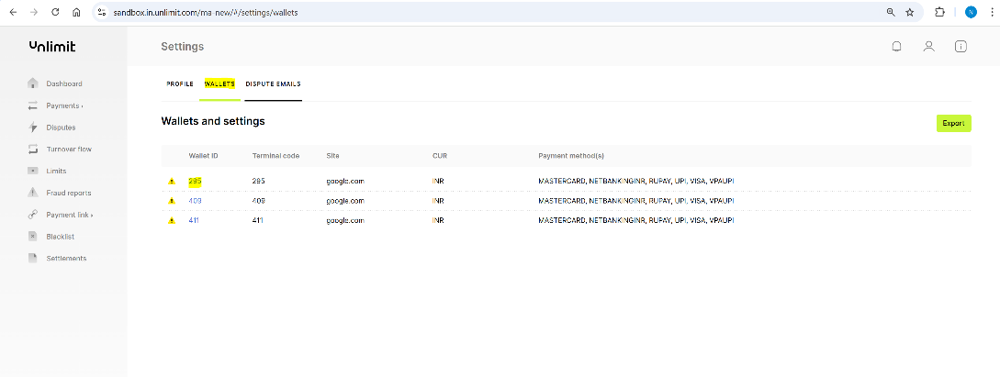 sandbox.in.unlimit.com/ma-new/#/settings/wallets
N
unlimit
Settings
Dashboard
Payments ›
Disputes
Turnover flow
Limits
Fraud reports
Payment link ›
Blacklist
Settlements
PROFILE WALLETS DISPUTE EMAILS
Wallets and settings
Export
Wallet ID Terminal code Site CUR Payment method(s)
295 295 google.com INR MASTERCARD, NETBANKINGINR, RUPAY, UPI, VISA, VPAUPI
409 409 google.com INR MASTERCARD, NETBANKINGINR, RUPAY, UPI, VISA, VPAUPI
411 411 google.com INR MASTERCARD, NETBANKINGINR, RUPAY, UPI, VISA, VPAUPI